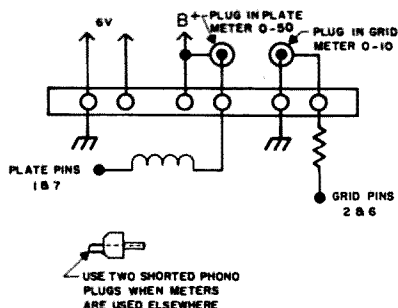 6V
B+
PLUG IN PLATE
METER 0-50
PLUG IN GRID
METER 0-10
PLATE PINS
1 & 7
GRID PINS
2 & 6
USE TWO SHORTED PHONO
PLUGS WHEN METERS
ARE USED ELSEWHERE